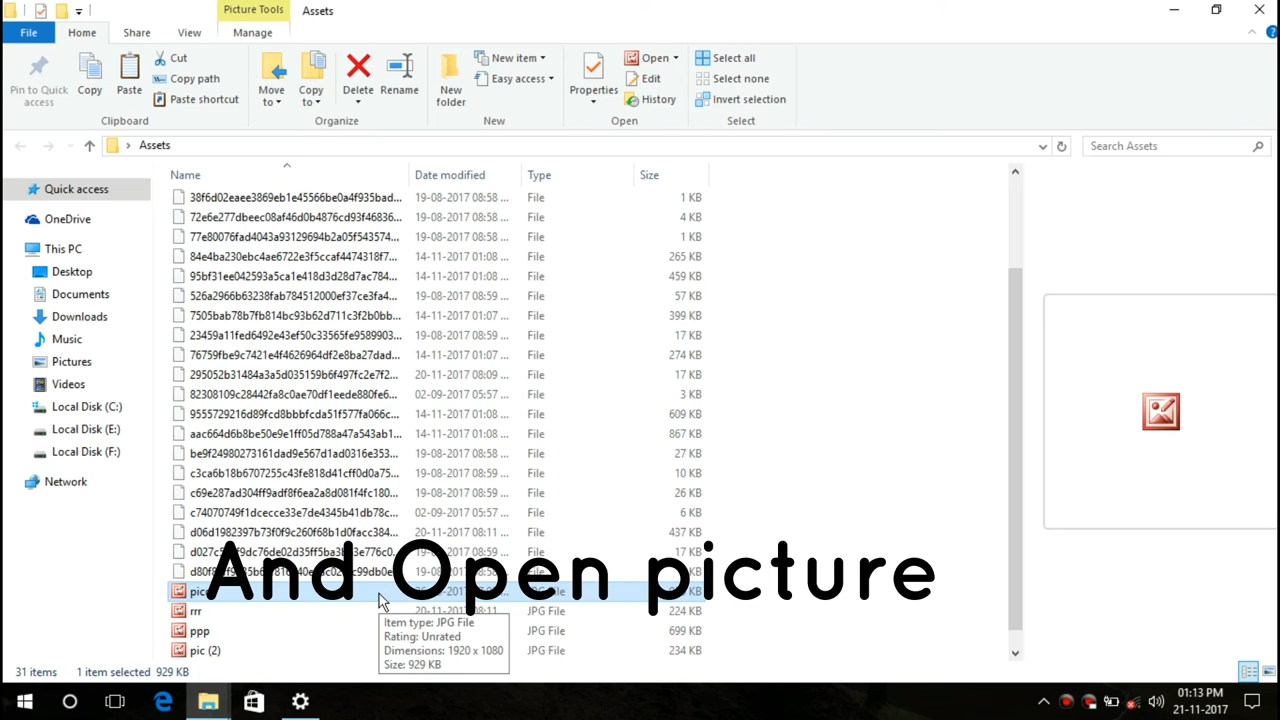 Picture Tools
Assets
File
Home
Share
View
Manage
Pin to Quick
access
Copy
Paste
Cut
Copy path
Paste shortcut
Clipboard
Move
to
Copy
to
Delete
Rename
Organize
New
folder
New item
Easy access
New
Properties
Open
Edit
History
Open
Select all
Select none
Invert selection
Select
Assets
Search Assets
Quick access
OneDrive
This PC
Desktop
Documents
Downloads
Music
Pictures
Videos
Local Disk (C:)
Local Disk (E:)
Local Disk (F:)
Network
Name Date modified Type Size
38f6d02eaee3869eb1e45566be0a4f935bad... 19-08-2017 08:58 ... File 1 KB
72e6e277dbeec08af46d0b4876cd93f46836... 19-08-2017 08:58 ... File 4 KB
77e80076fad4043a93129694b2a05f543574... 19-08-2017 08:58 ... File 1 KB
84e4ba230ebc4ae6722e3f5ccaf4474318f7... 14-11-2017 01:08 ... File 265 KB
95bf31ee042593a5ca1e418d3d28d7ac784... 14-11-2017 01:08 ... File 459 KB
526a2966b63238fab784512000ef37ce3fa4... 19-08-2017 08:59 ... File 57 KB
7505bab78b7fb814bc93b62d711c3f2b0bb... 14-11-2017 01:08 ... File 399 KB
23459a11fed6492e43ef50c33565fe9589903... 19-08-2017 08:59 ... File 17 KB
76759fbe9c7421e4f4626964df2e8ba27dad... 14-11-2017 01:07 ... File 274 KB
295052b31484a3a5d035159b6f497fc2e7f2... 20-11-2017 08:09 ... File 17 KB
82308109c28442fa8c0ae70df1eede880fe6... 02-09-2017 05:57 ... File 3 KB
9555729216d89fcd8bbbfcda51f577fa066c... 14-11-2017 01:08 ... File 609 KB
aac664d6b8be50e9e1ff05d788a47a543ab1... 14-11-2017 01:08 ... File 867 KB
be9f24980273119ad9e567d1ad0316e353... 19-08-2017 08:59 ... File 27 KB
c3ca6b18b6707255c43fe818d41cff0d0a75... 19-08-2017 08:59 ... File 10 KB
c69e287ad304ff9adf8f6ea2a8d081f4fc180... 19-08-2017 08:59 ... File 26 KB
c74070871dcecce33e7de4345b41db78c... 02-09-2017 05:57 ... File 6 KB
d06d1982397b73f0f9c260f68b1d0facc384... 20-11-2017 08:11 ... File 437 KB
File 17 KB
And Open picture
rrr 20-11-2017 08:11 JPG File 224 KB
ppp JPG File 699 KB
pic (2) JPG File 234 KB
Item type: JPG File
Rating: Unrated
Dimensions: 1920 x 1080
Size: 929 KB
31 items 1 item selected 929 KB
01:13 PM
21-11-2017